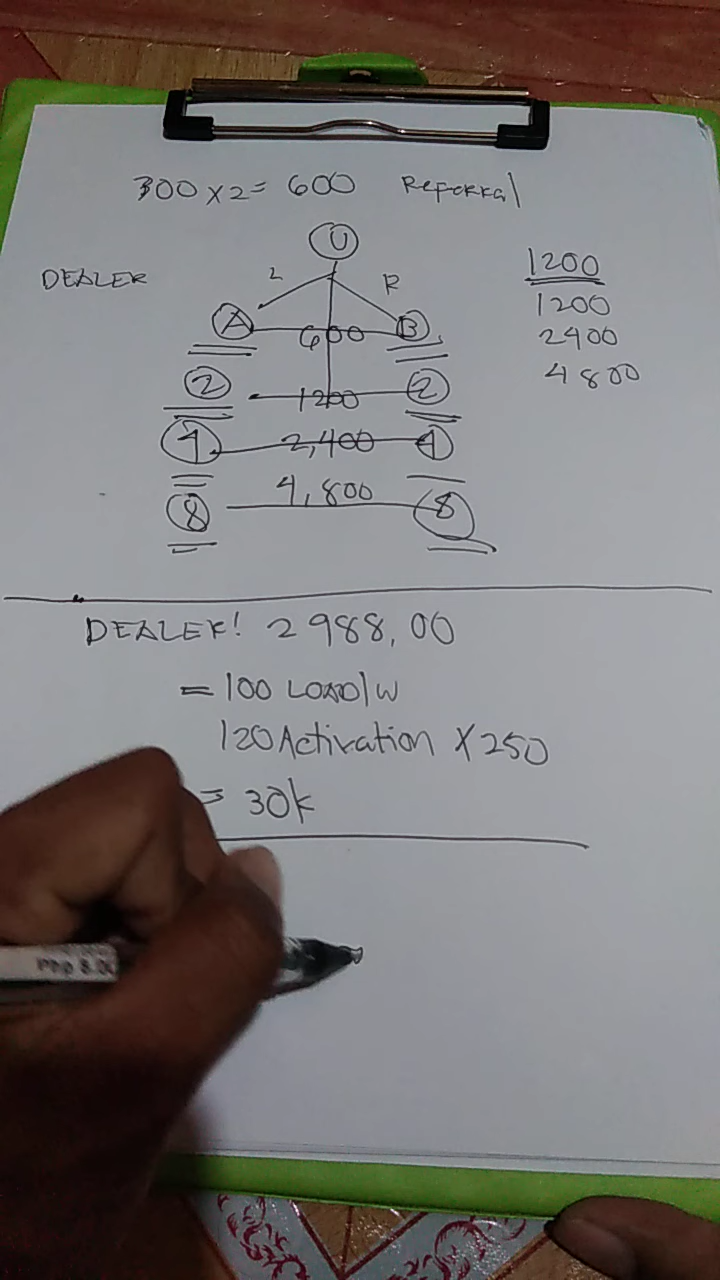 300 x 2 = 600 Referral
U
DEALER
L R
1200
A 600 B
1200
2 1200 2
2400
4 2,400 4
4800
8 4,800 8
DEALER! 2988,00
= 100 LOAD/W
120 Activation X 250
= 30k
Php 8.00